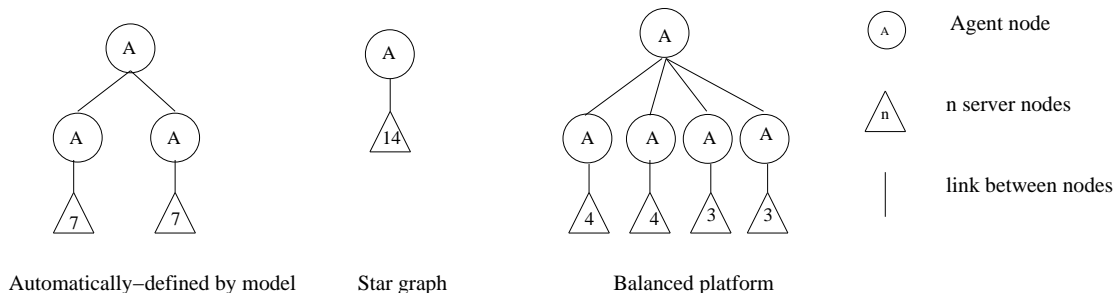 A
A
A
7
7
Automatically−defined by model
A
14
Star graph
A
A
A
A
A
4
4
3
3
Balanced platform
A
Agent node
n
n server nodes
link between nodes